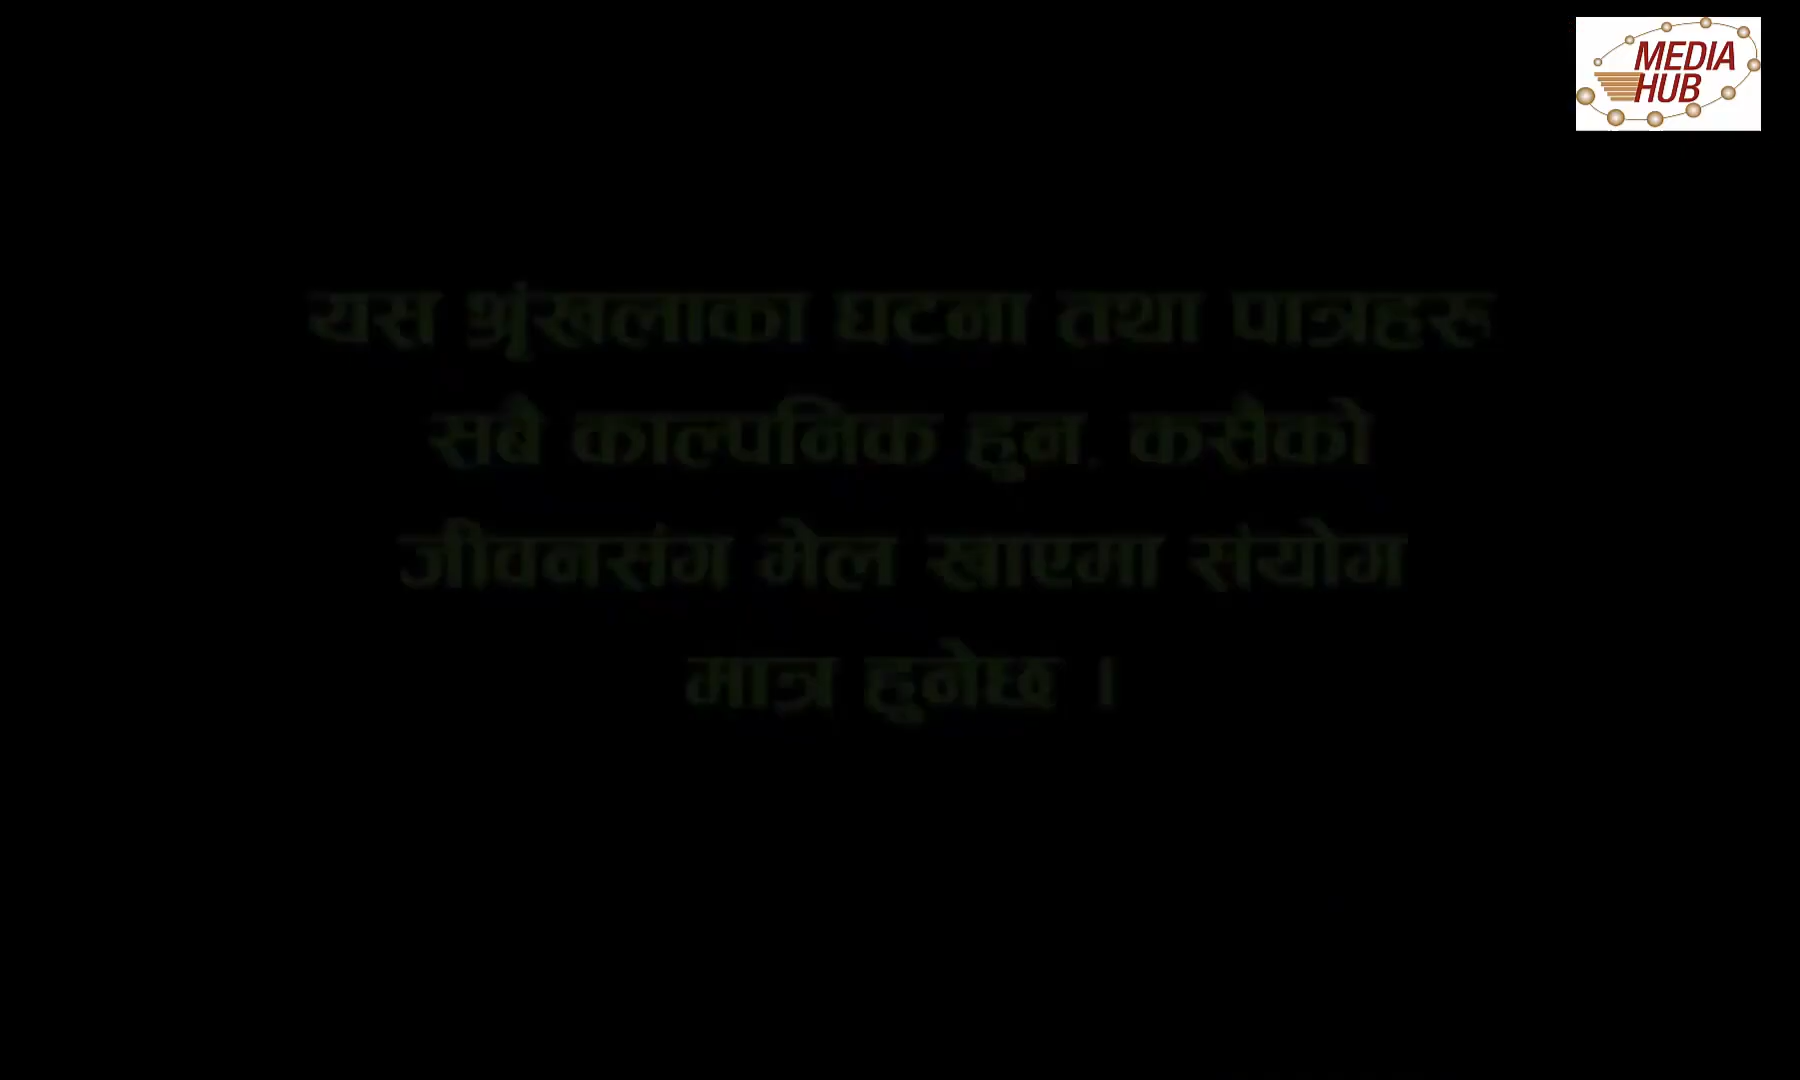 MEDIA
HUB
यस श्रृंखलाका घटना तथा पात्रहरु
सबै काल्पनिक हुन. कसैको
जीवनसंग मेल खाएमा संयोग
मात्र हुनेछ ।